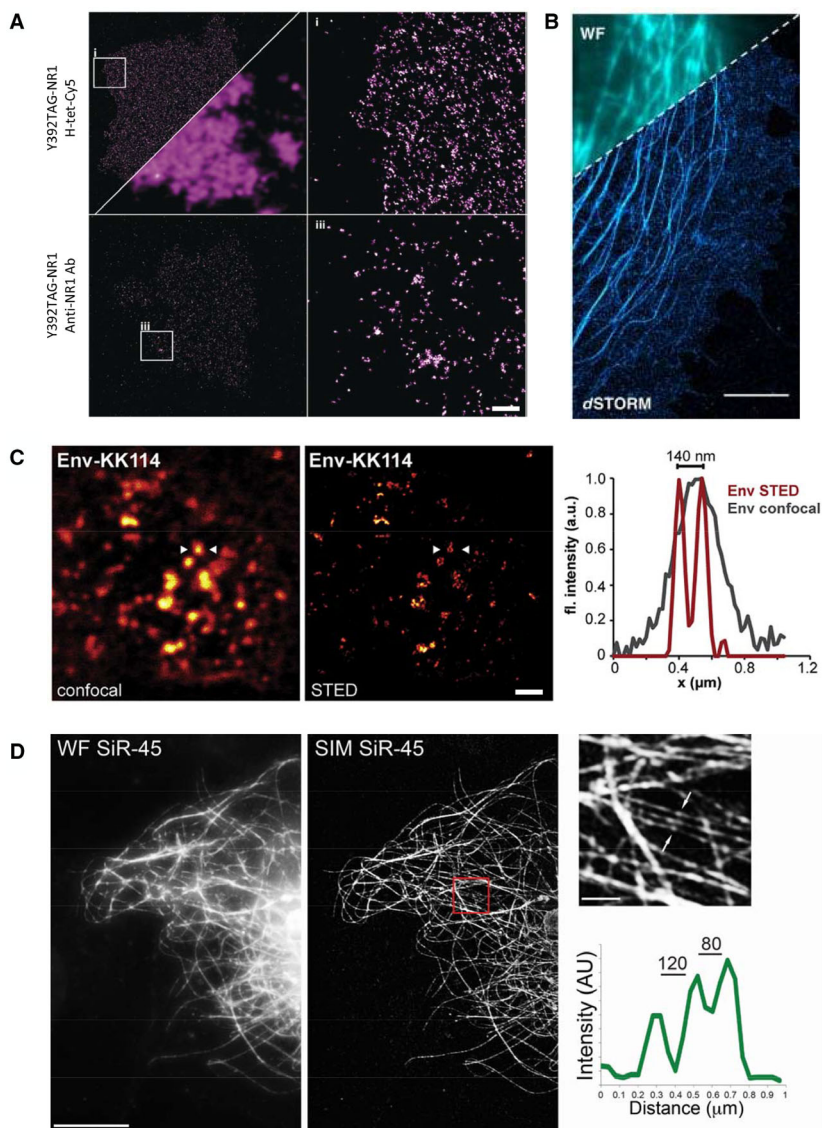 A
Y392TAG-NR1
H-tet-Cy5
i
i
Y392TAG-NR1
Anti-NR1 Ab
iii
iii
B
WF
dSTORM
C
Env-KK114
confocal
Env-KK114
STED
140 nm
Env STED
Env confocal
fl. intensity (a.u.)
1.0
0.8
0.6
0.4
0.2
0
0
0.4
0.8
1.2
x (µm)
D
WF SiR-45
SIM SiR-45
120
80
Intensity (AU)
0 0.1 0.2 0.3 0.4 0.5 0.6 0.7 0.8 0.9 1
Distance (µm)